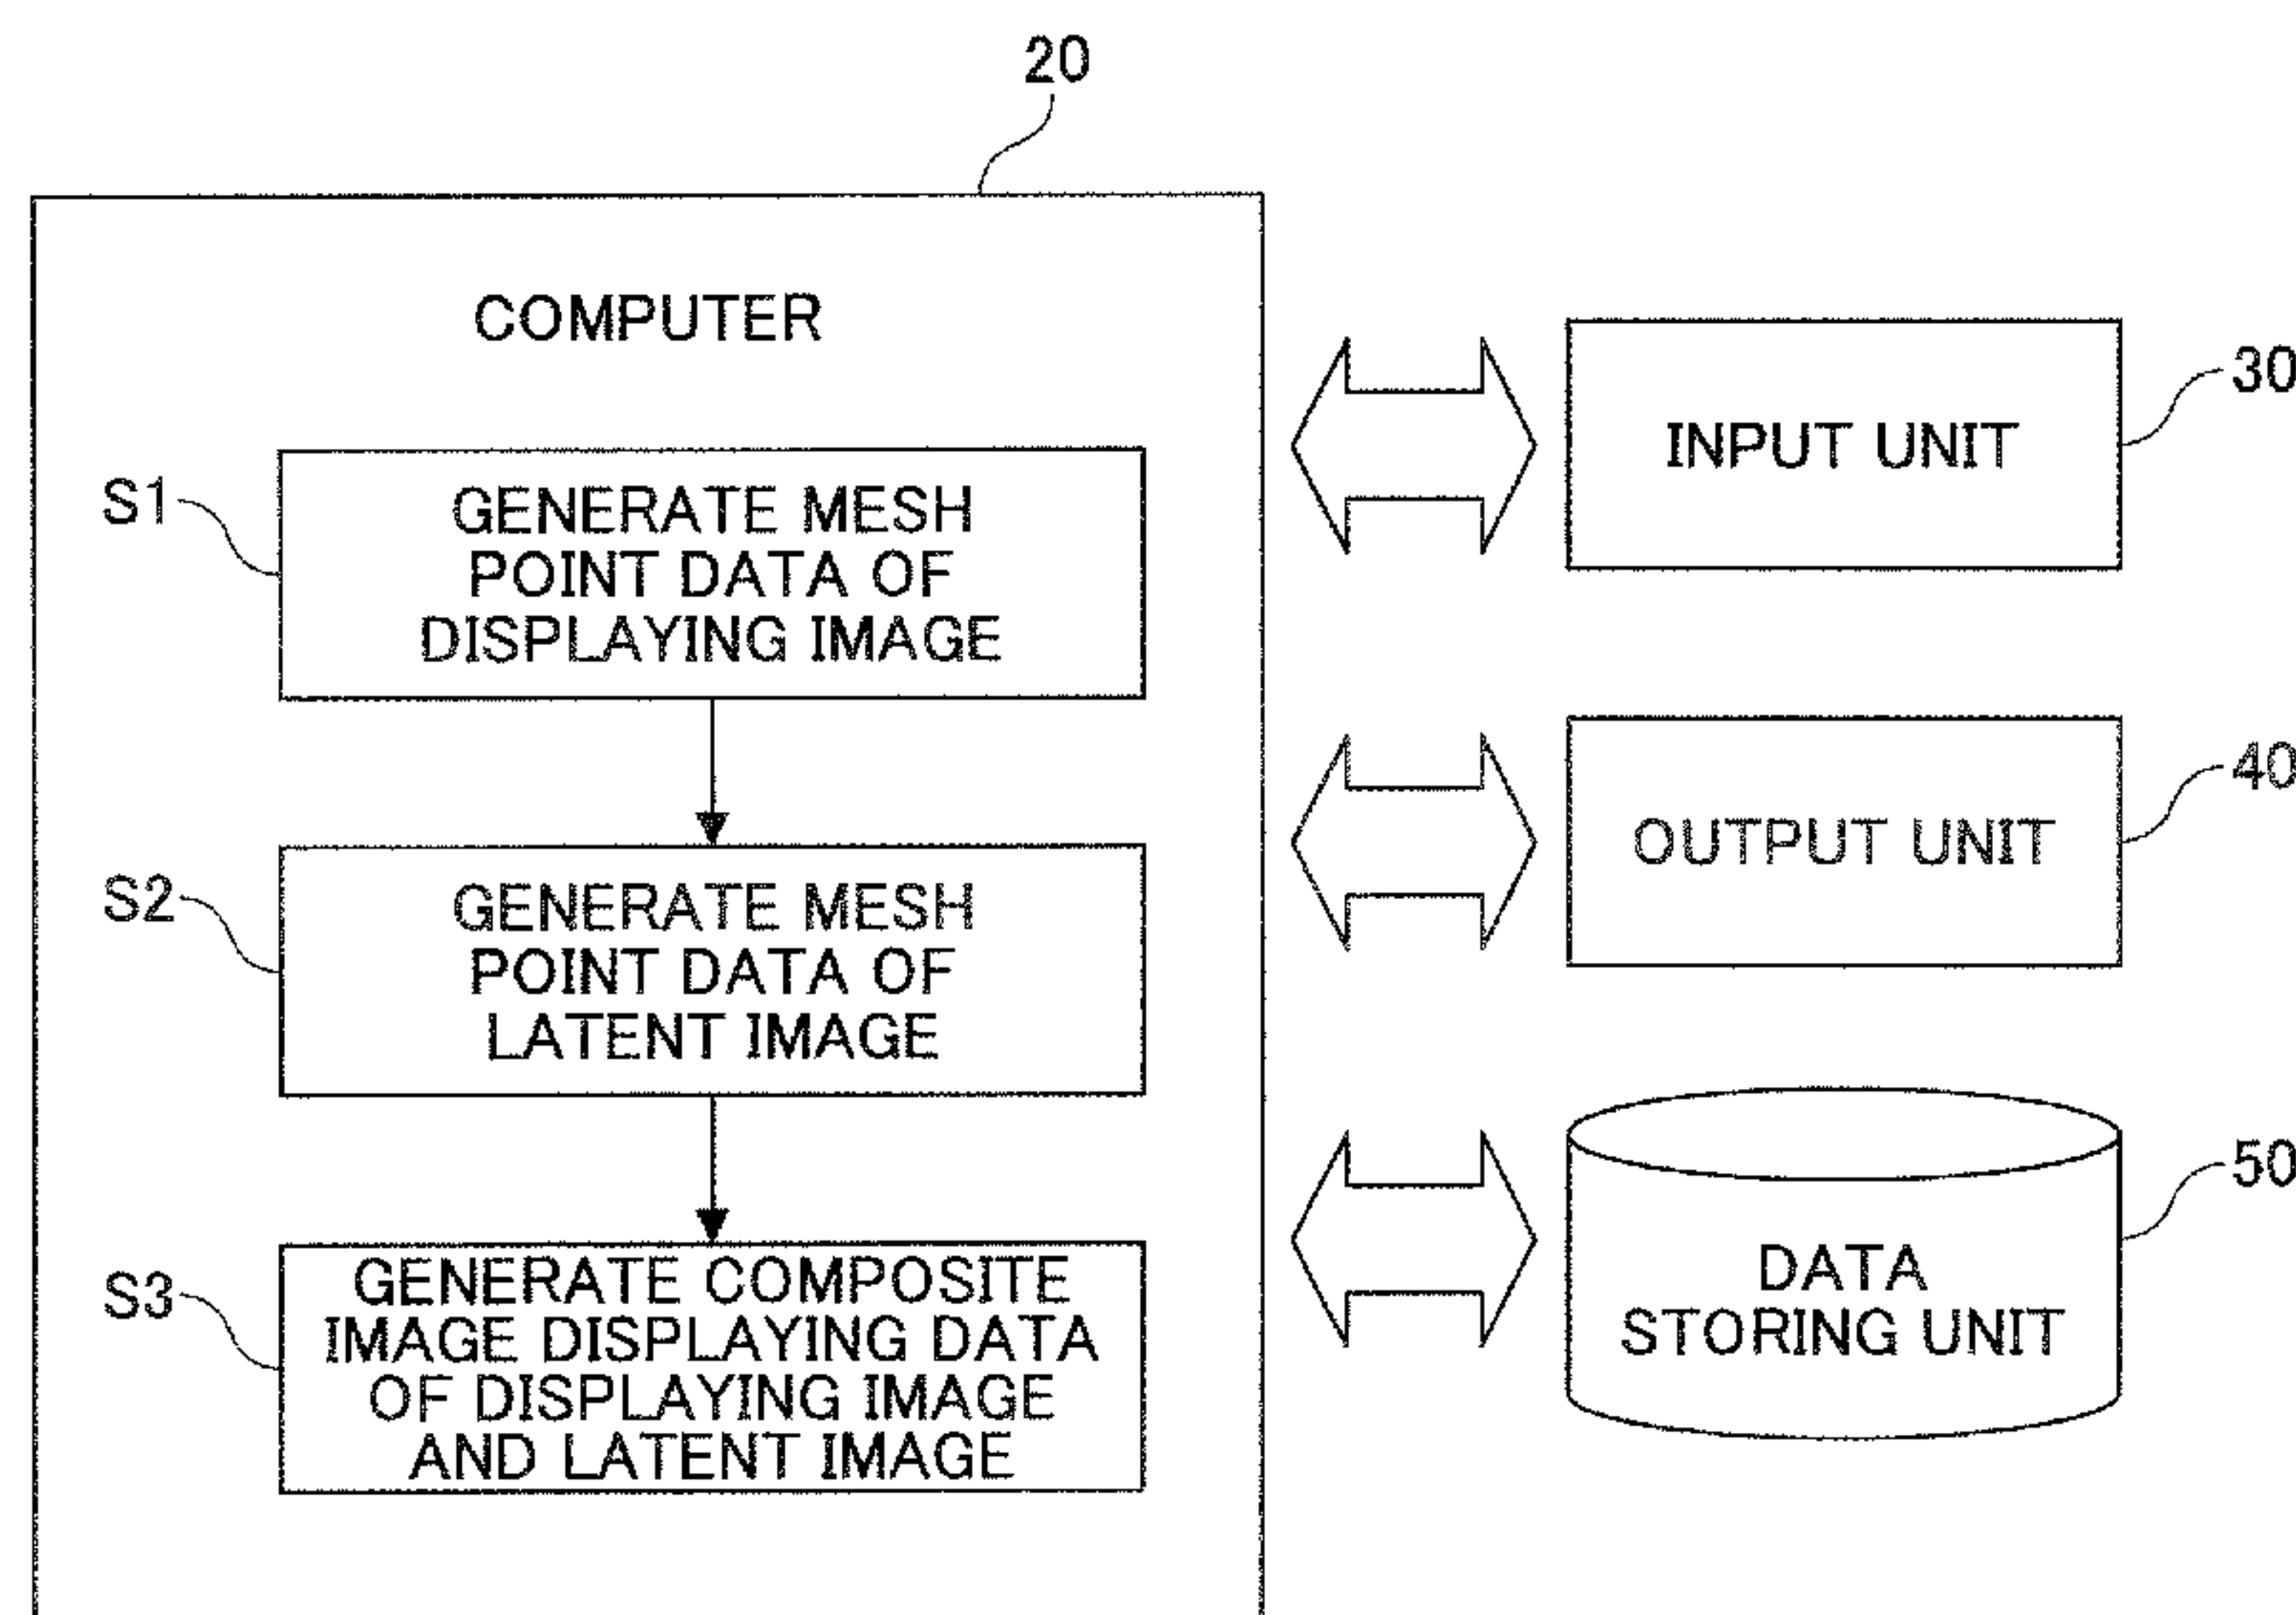 20
COMPUTER
S1
GENERATE MESH
POINT DATA OF
DISPLAYING IMAGE
S2
GENERATE MESH
POINT DATA OF
LATENT IMAGE
S3
GENERATE COMPOSITE
IMAGE DISPLAYING DATA
OF DISPLAYING IMAGE
AND LATENT IMAGE
30
INPUT UNIT
40
OUTPUT UNIT
50
DATA
STORING UNIT